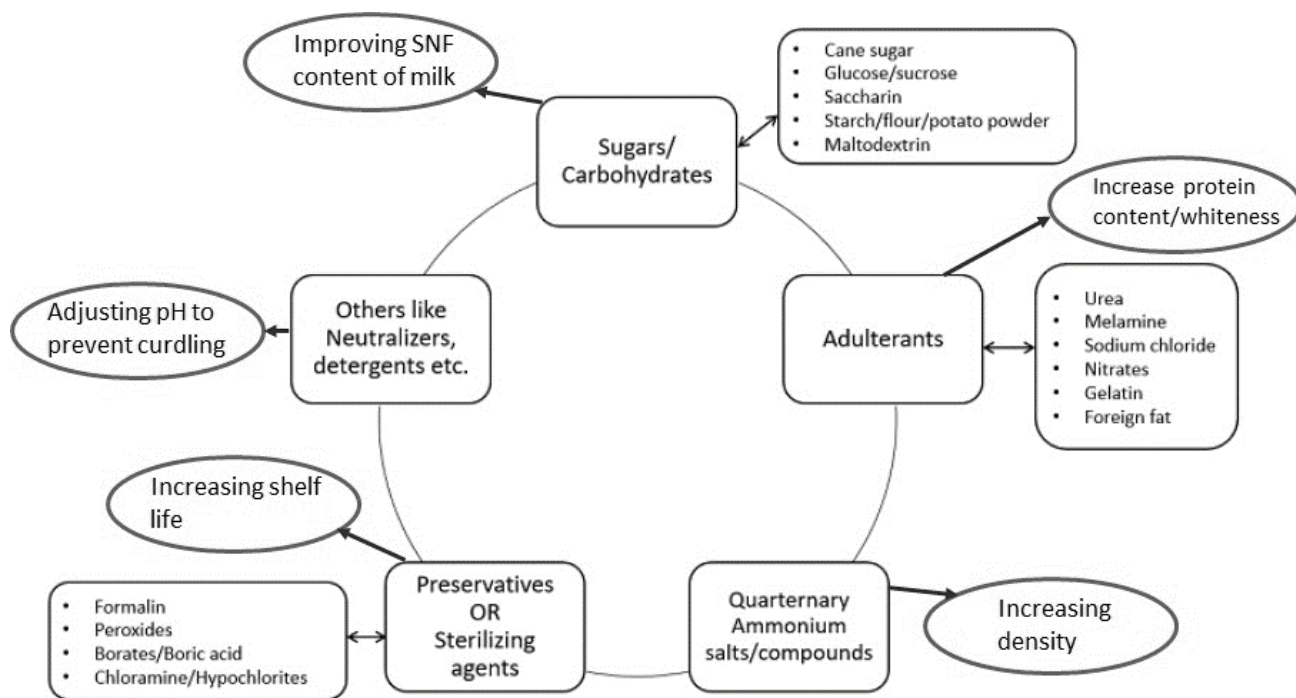 Improving SNF
content of milk
• Cane sugar
• Glucose/sucrose
• Saccharin
• Starch/flour/potato powder
• Maltodextrin
Sugars/
Carbohydrates
Increase protein
content/whiteness
Adulterants
• Urea
• Melamine
• Sodium chloride
• Nitrates
• Gelatin
• Foreign fat
Others like
Neutralizers,
detergents etc.
Adjusting pH to
prevent curdling
Increasing shelf
life
Preservatives
OR
Sterilizing
agents
• Formalin
• Peroxides
• Borates/Boric acid
• Chloramine/Hypochlorites
Quarternary
Ammonium
salts/compounds
Increasing
density